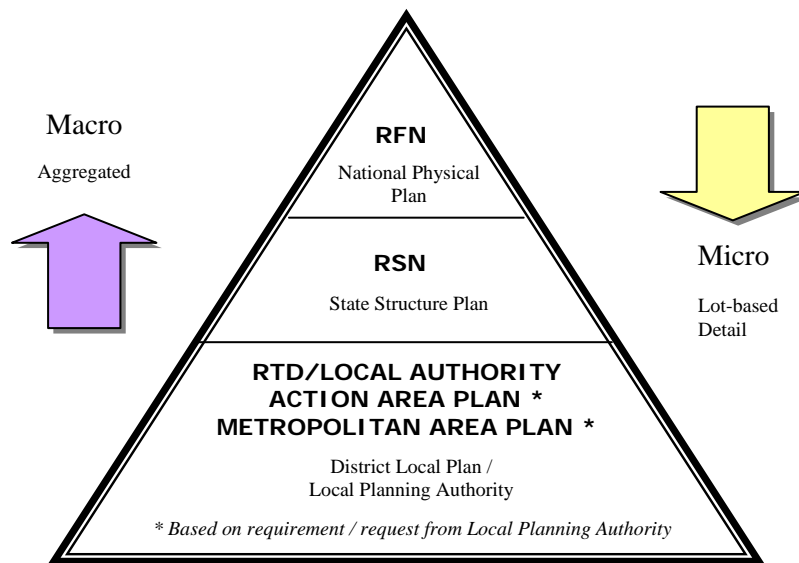 Macro
Aggregated
RFN
National Physical
Plan
RSN
State Structure Plan
Micro
Lot-based
Detail
RTD/LOCAL AUTHORITY
ACTION AREA PLAN *
METROPOLITAN AREA PLAN *
District Local Plan /
Local Planning Authority
* Based on requirement / request from Local Planning Authority